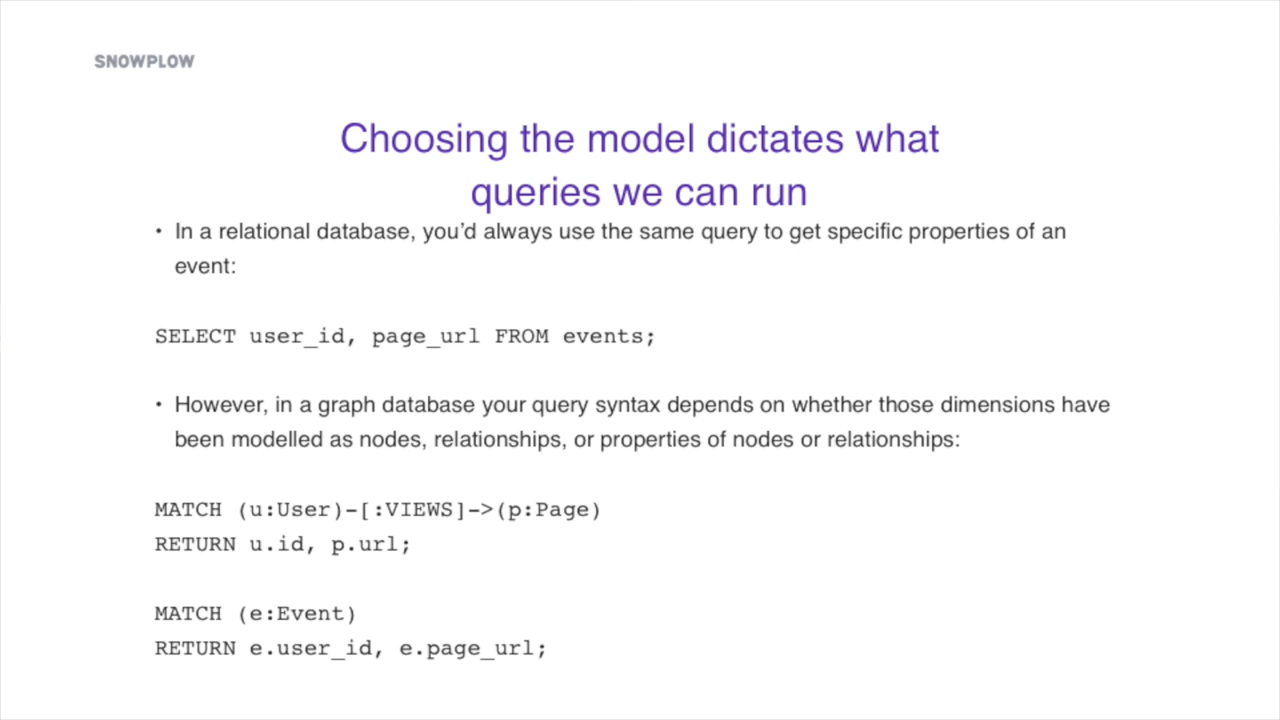 SNOWPLOW
Choosing the model dictates what
queries we can run
• In a relational database, you’d always use the same query to get specific properties of an
event:
SELECT user_id, page_url FROM events;
• However, in a graph database your query syntax depends on whether those dimensions have
been modelled as nodes, relationships, or properties of nodes or relationships:
MATCH (u:User)-[:VIEWS]->(p:Page)
RETURN u.id, p.url;
MATCH (e:Event)
RETURN e.user_id, e.page_url;